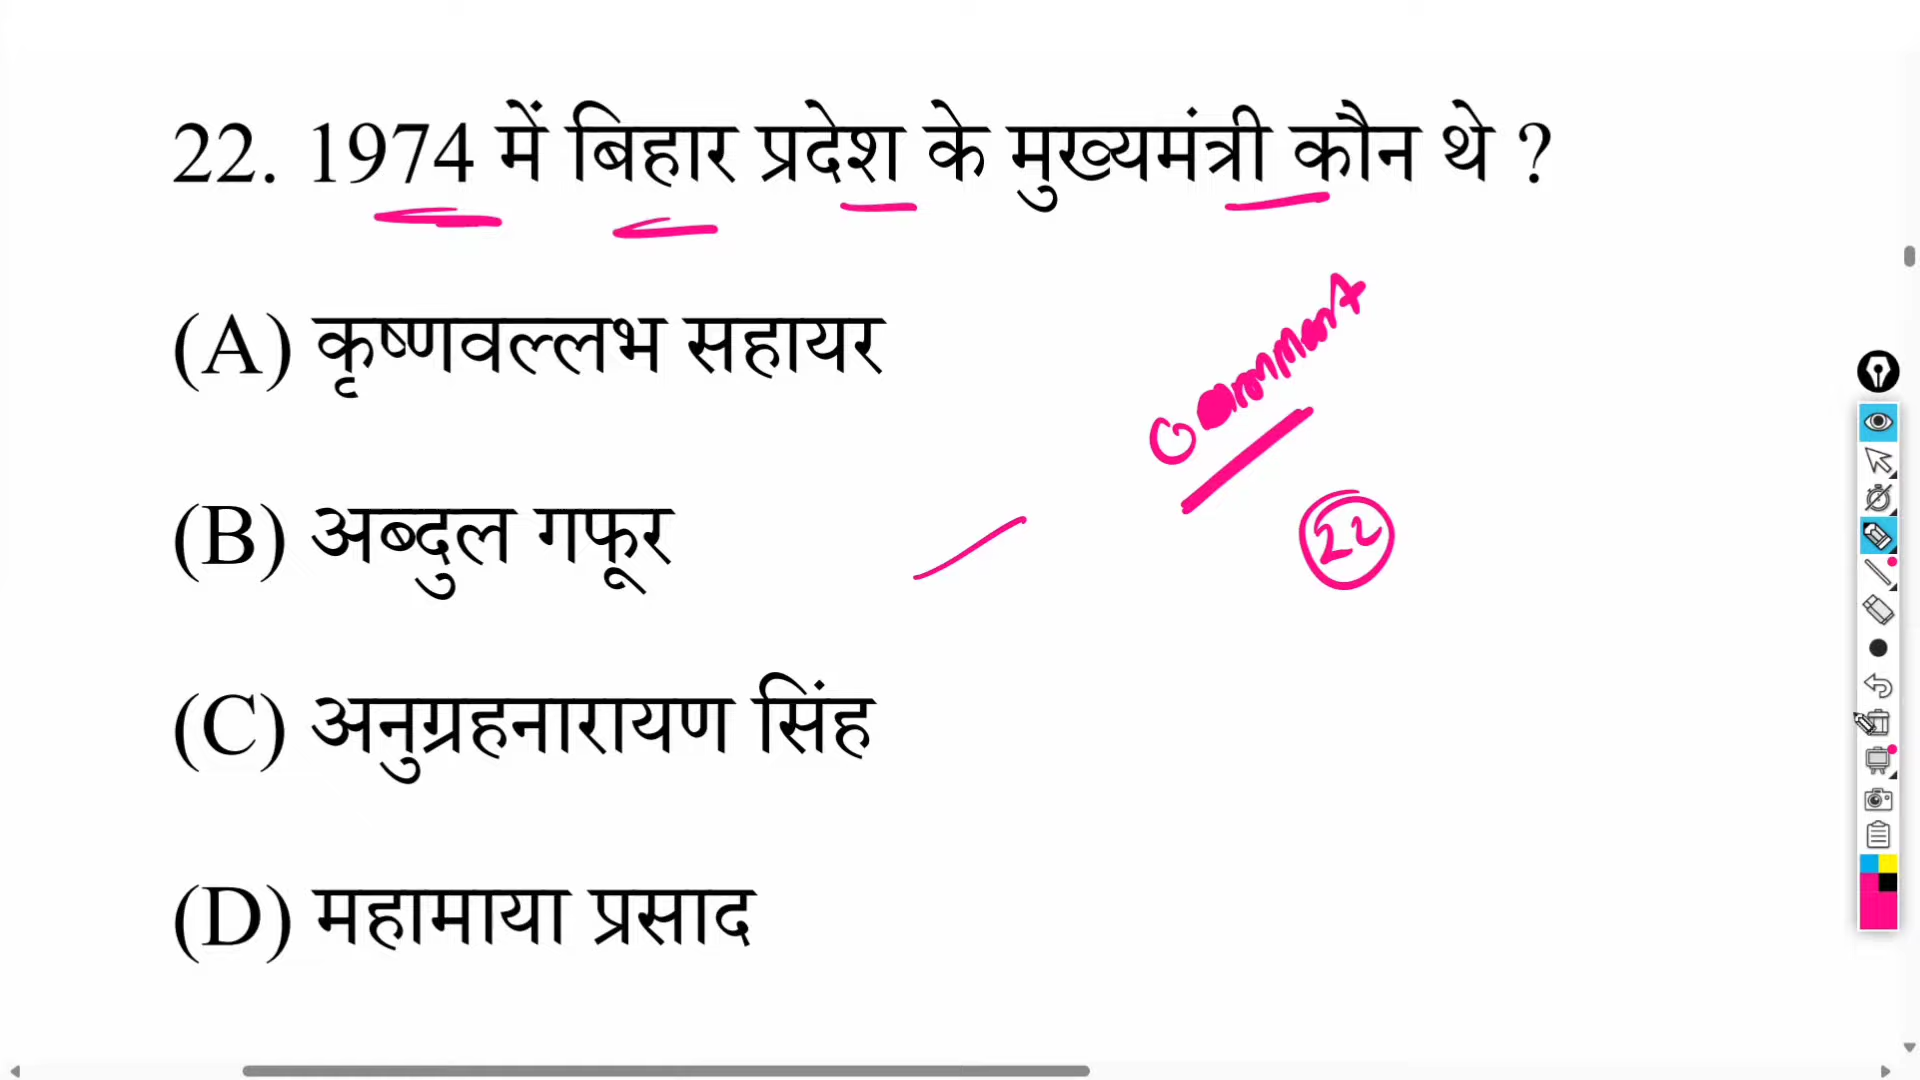 22. 1974 में बिहार प्रदेश के मुख्यमंत्री कौन थे ?
(A) कृष्णवल्लभ सहायर
Comment
(B) अब्दुल गफूर
22
(C) अनुग्रहनारायण सिंह
(D) महामाया प्रसाद